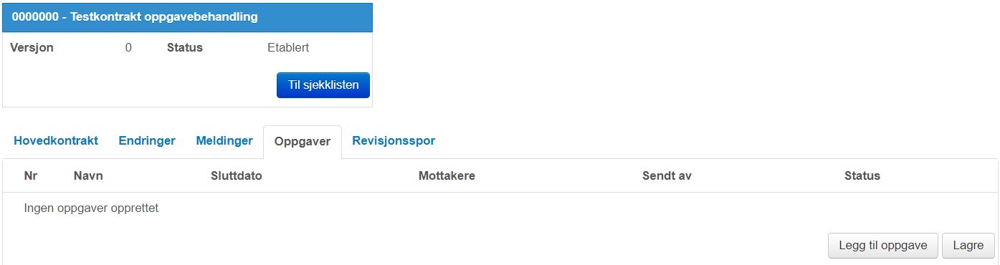 0000000 - Testkontrakt oppgavebehandling
Versjon 0 Status Etablert
Til sjekklisten
Hovedkontrakt Endringer Meldinger Oppgaver Revisjonsspor
Nr Navn Sluttdato Mottakere Sendt av Status
Ingen oppgaver opprettet
Legg til oppgave Lagre